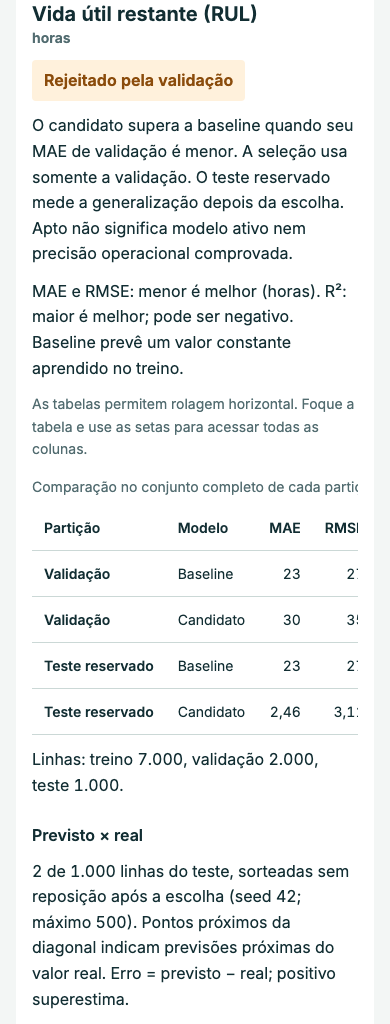 Vida útil restante (RUL)
horas
Rejeitado pela validação
O candidato supera a baseline quando seu
MAE de validação é menor. A seleção usa
somente a validação. O teste reservado
mede a generalização depois da escolha.
Apto não significa modelo ativo nem
precisão operacional comprovada.
MAE e RMSE: menor é melhor (horas). R²:
maior é melhor; pode ser negativo.
Baseline prevê um valor constante
aprendido no treino.
As tabelas permitem rolagem horizontal. Foque a
tabela e use as setas para acessar todas as
colunas.
Comparação no conjunto completo de cada
Partição Modelo MAE
Validação Baseline 23
Validação Candidato 30
Teste reservado Baseline 23
Teste reservado Candidato 2,46
Linhas: treino 7.000, validação 2.000,
teste 1.000.
Previsto × real
2 de 1.000 linhas do teste, sorteadas sem
reposição após a escolha (seed 42;
máximo 500). Pontos próximos da
diagonal indicam previsões próximas do
valor real. Erro = previsto − real; positivo
superestima.